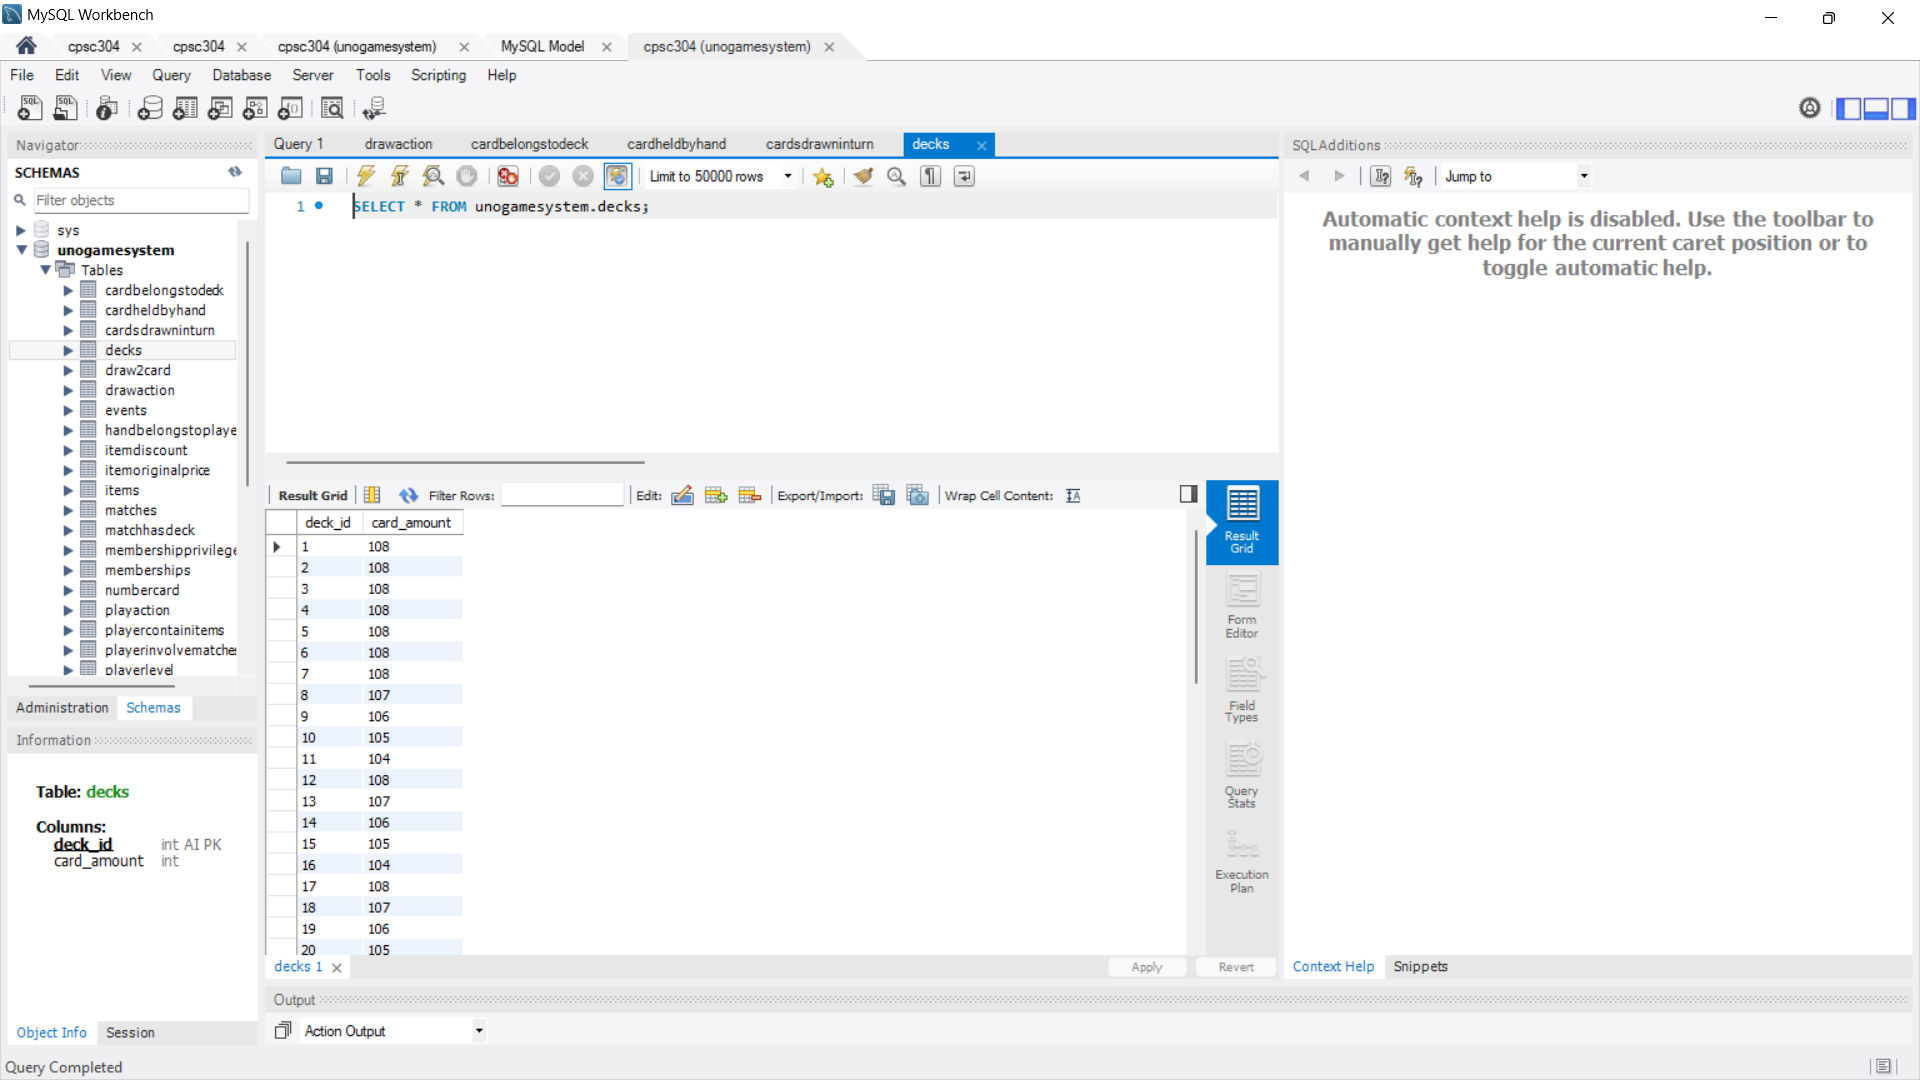 MySQL Workbench
cpsc304
cpsc304
cpsc304 (unogamesystem)
MySQL Model
cpsc304 (unogamesystem)
File Edit View Query Database Server Tools Scripting Help
Navigator
SCHEMAS
Filter objects
sys
unogamesystem
Tables
cardbelongstodeck
cardheldbyhand
cardsdrawninturn
decks
draw2card
drawaction
events
handbelongstoplaye
itemdiscount
itemoriginalprice
items
matches
matchhasdeck
membershipprivilege
memberships
numbercard
playaction
playercontainitems
playerinvolvematches
playerlevel
Administration Schemas
Information
Table: decks
Columns:
deck_id int AI PK
card_amount int
Object Info Session
Query Completed
Query 1 drawaction cardbelongstodeck cardheldbyhand cardsdrawninturn decks
Limit to 50000 rows
1 SELECT * FROM unogamesystem.decks;
Result Grid Filter Rows: Edit: Export/Import: Wrap Cell Content:
deck_id card_amount
1 108
2 108
3 108
4 108
5 108
6 108
7 108
8 107
9 106
10 105
11 104
12 108
13 107
14 106
15 105
16 104
17 108
18 107
19 106
20 105
Result
Grid
Form
Editor
Field
Types
Query
Stats
Execution
Plan
decks 1
Apply Revert
Output
Action Output
SQLAdditions
Jump to
Automatic context help is disabled. Use the toolbar to
manually get help for the current caret position or to
toggle automatic help.
Context Help Snippets